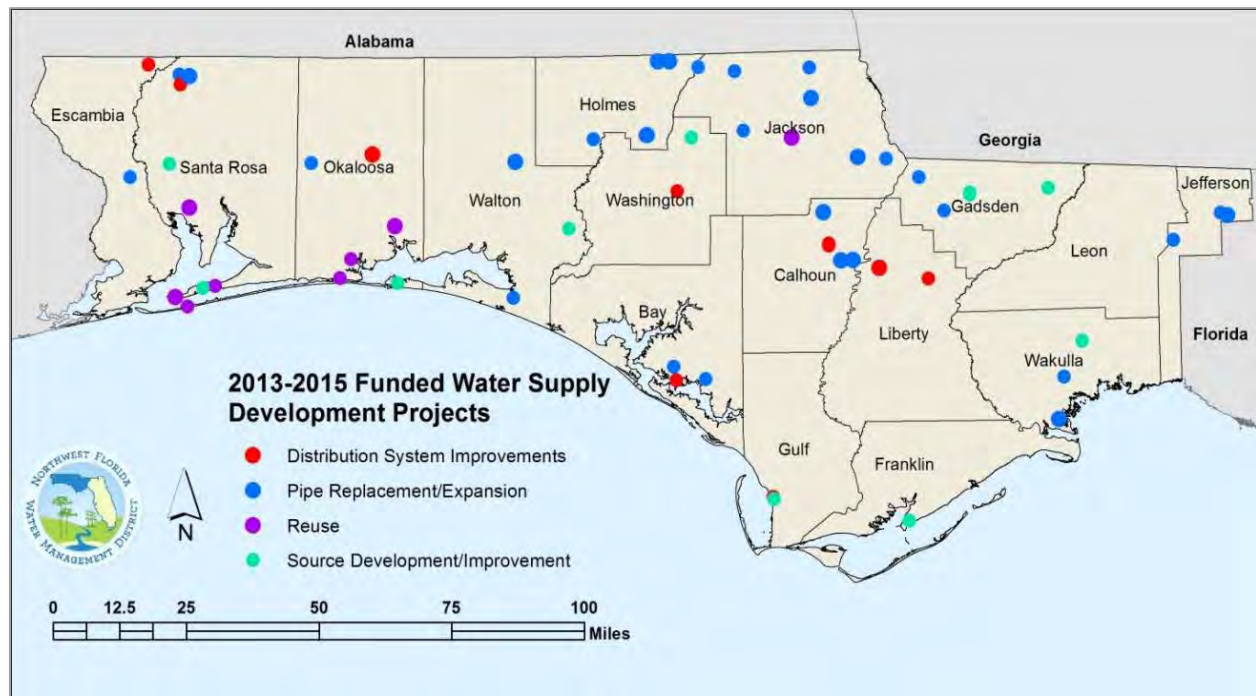 Alabama
Escambia
Holmes
Jackson
Georgia
Santa Rosa
Okaloosa
Walton
Washington
Gadsden
Jefferson
Leon
Calhoun
Bay
Liberty
Wakulla
Florida
Gulf
Franklin
2013-2015 Funded Water Supply
Development Projects
Distribution System Improvements
Pipe Replacement/Expansion
Reuse
Source Development/Improvement
NORTHWEST FLORIDA
WATER MANAGEMENT DISTRICT
N
0 12.5 25 50 75 100
Miles